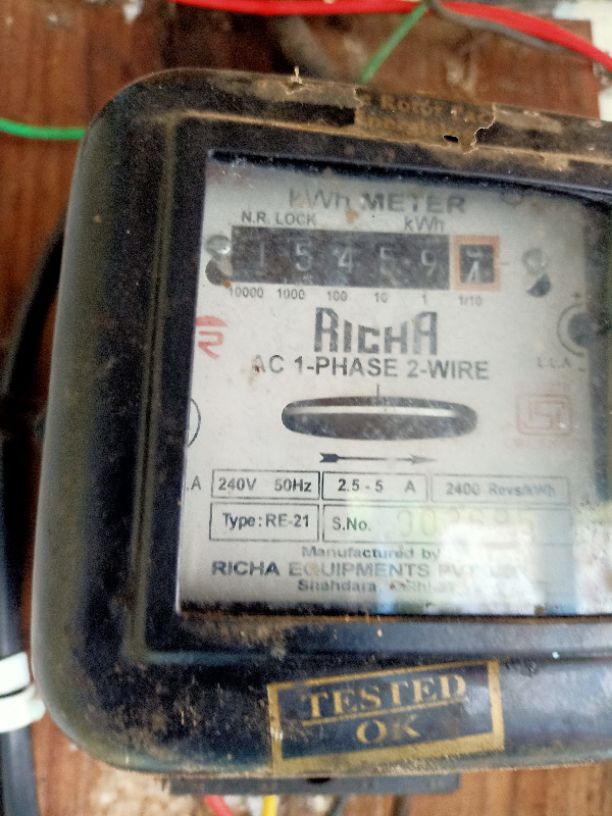 kWh METER
N.R. LOCK kWh
1 5 4 5 9 4
10000 1000 100 10 1 1/10
RICHA
AC 1-PHASE 2-WIRE
L.L.A
.A 240V 50Hz 2.5 - 5 A 2400 Revs/kWh
Type: RE-21 S.No.
Manufactured by
RICHA EQUIPMENTS PVT.
Shahdara,
TESTED
OK